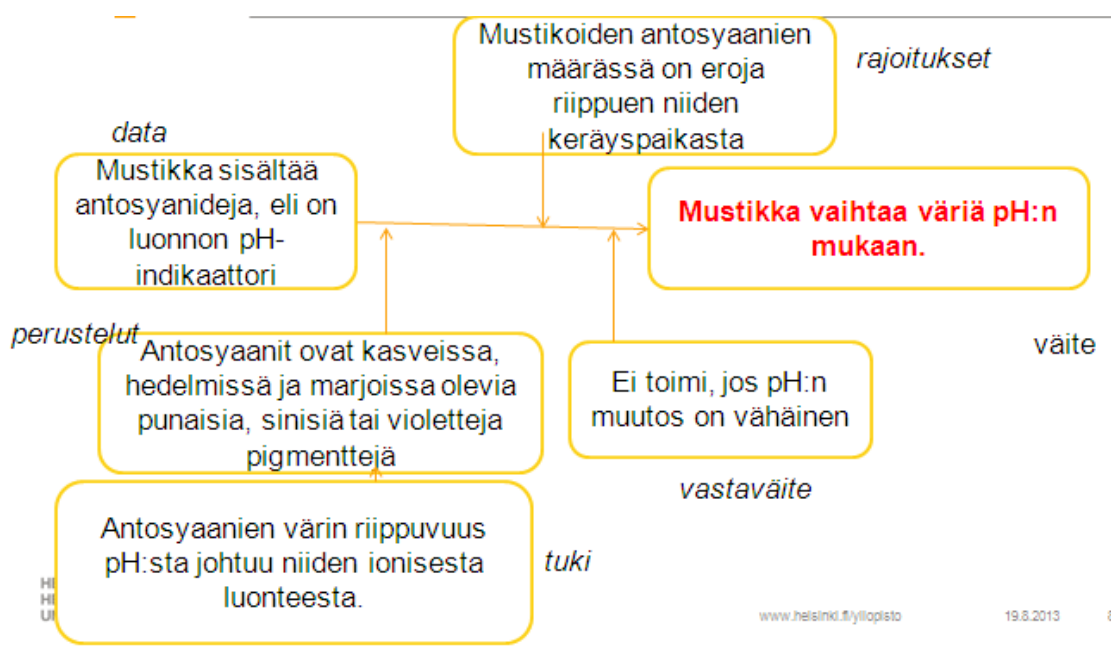 Mustikoiden antosyaanien
määrässä on eroja
riippuen niiden
keräyspaikasta
rajoitukset
data
Mustikka sisältää
antosyanideja, eli on
luonnon pH-
indikaattori
Mustikka vaihtaa väriä pH:n
mukaan.
perustelut
Antosyaanit ovat kasveissa,
hedelmissä ja marjoissa olevia
punaisia, sinisiä tai violetteja
pigmenttejä
Ei toimi, jos pH:n
muutos on vähäinen
väite
vastaväite
Antosyaanien värin riippuvuus
pH:sta johtuu niiden ionisesta
luonteesta.
tuki
www.helsinki.fi/yliopisto
19.8.2013